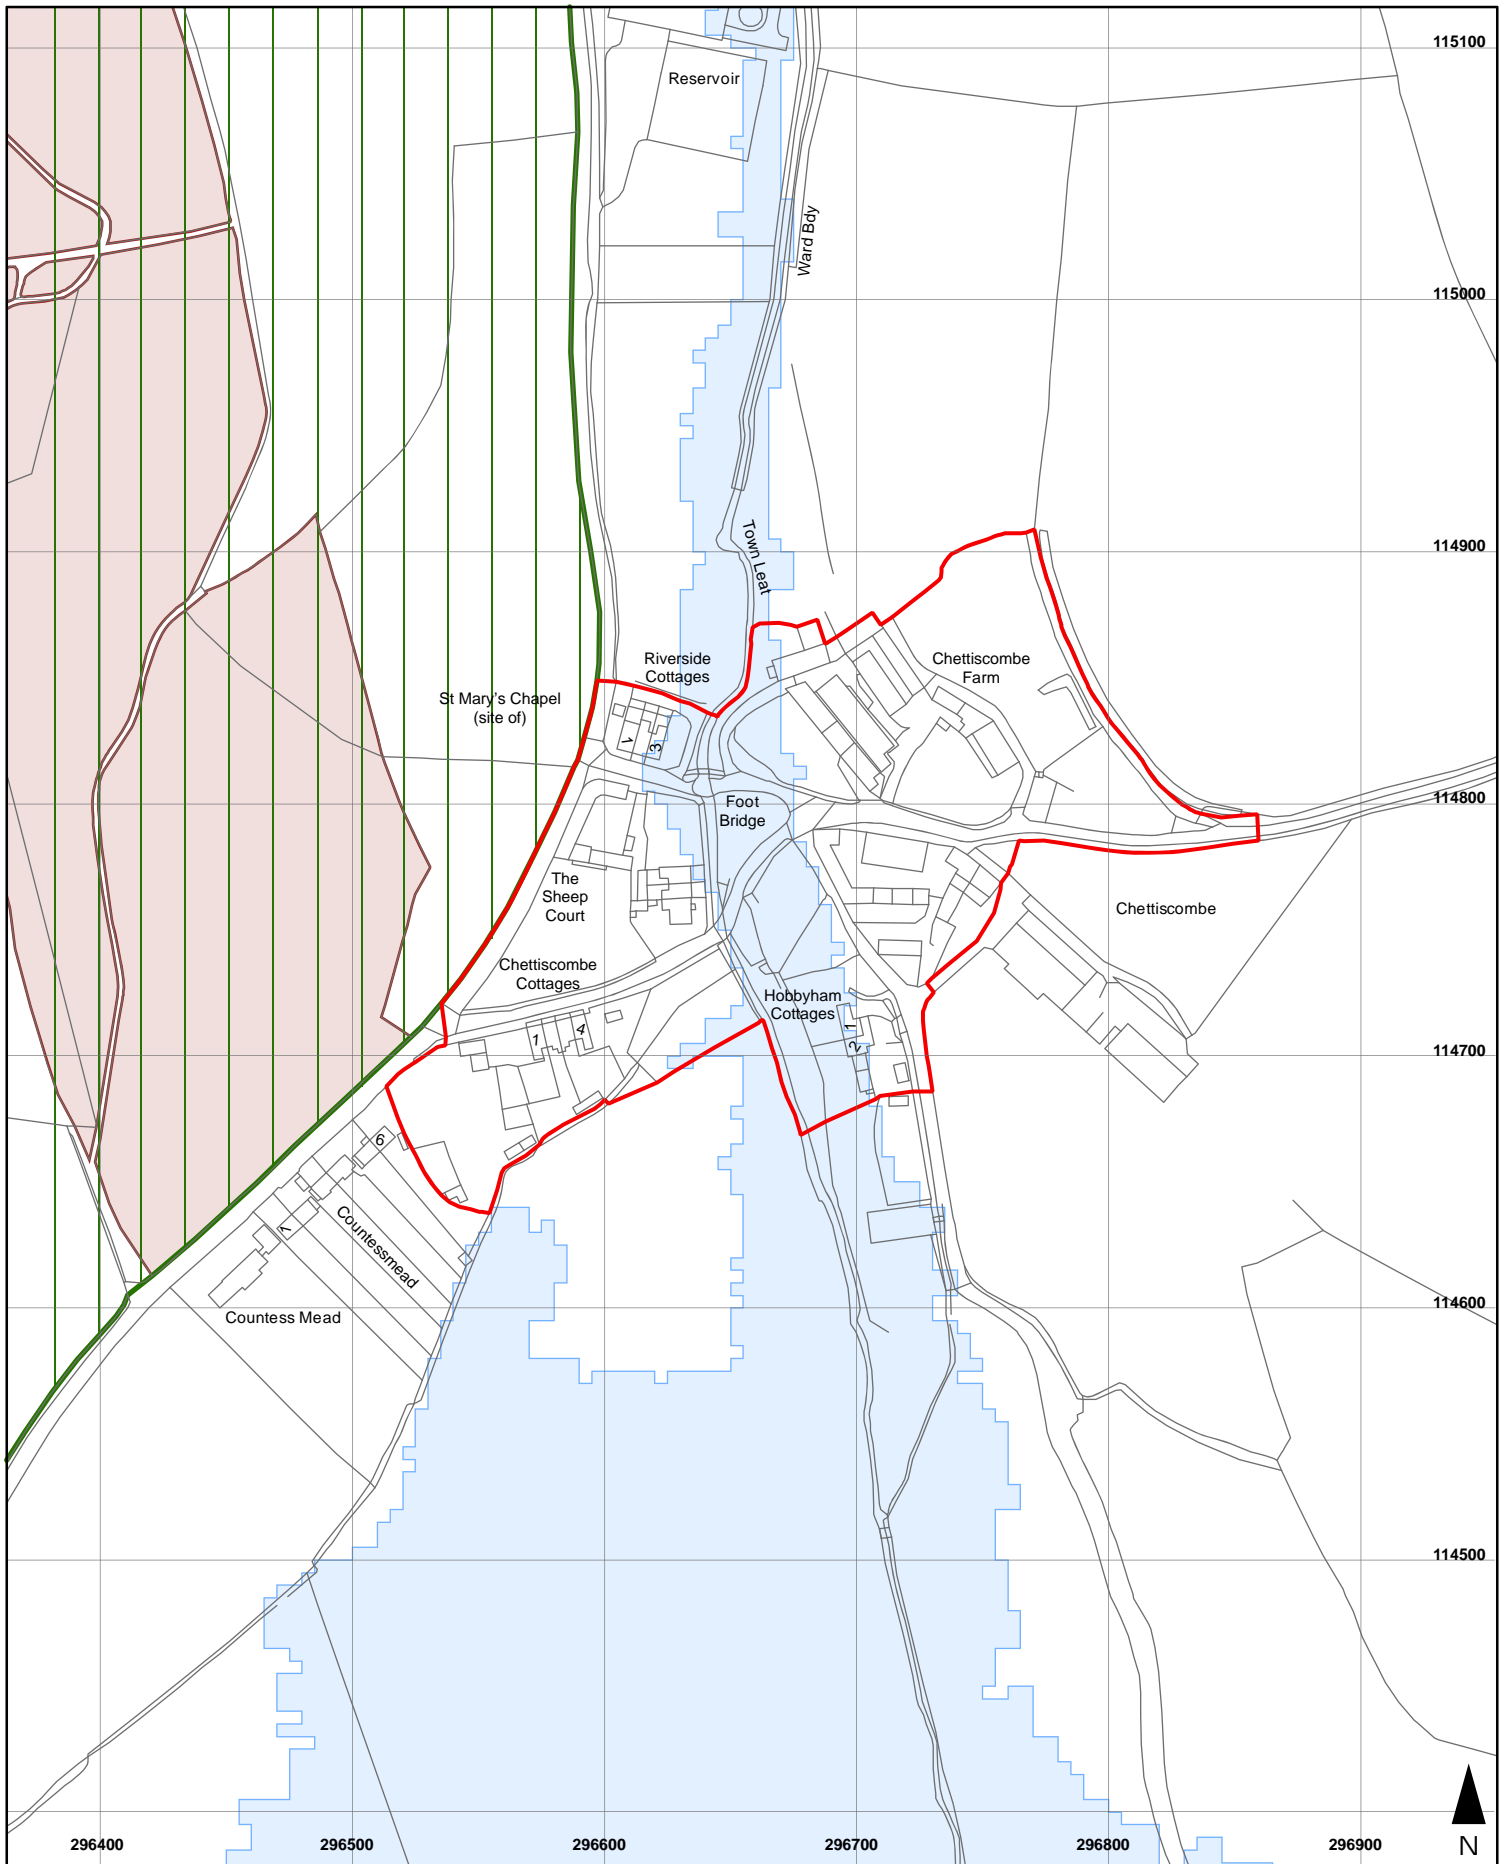 115100
Reservoir
Ward Bdy
115000
Town Leat
114900
Riverside
Cottages
Chettiscombe
Farm
St Mary's Chapel
(site of)
1
3
Foot
Bridge
114800
The
Sheep
Court
Chettiscombe
Chettiscombe
Cottages
Hobbyham
Cottages
1
4
1
2
114700
6
1
Countessmead
Countess Mead
114600
114500
296400
296500
296600
296700
296800
296900
N